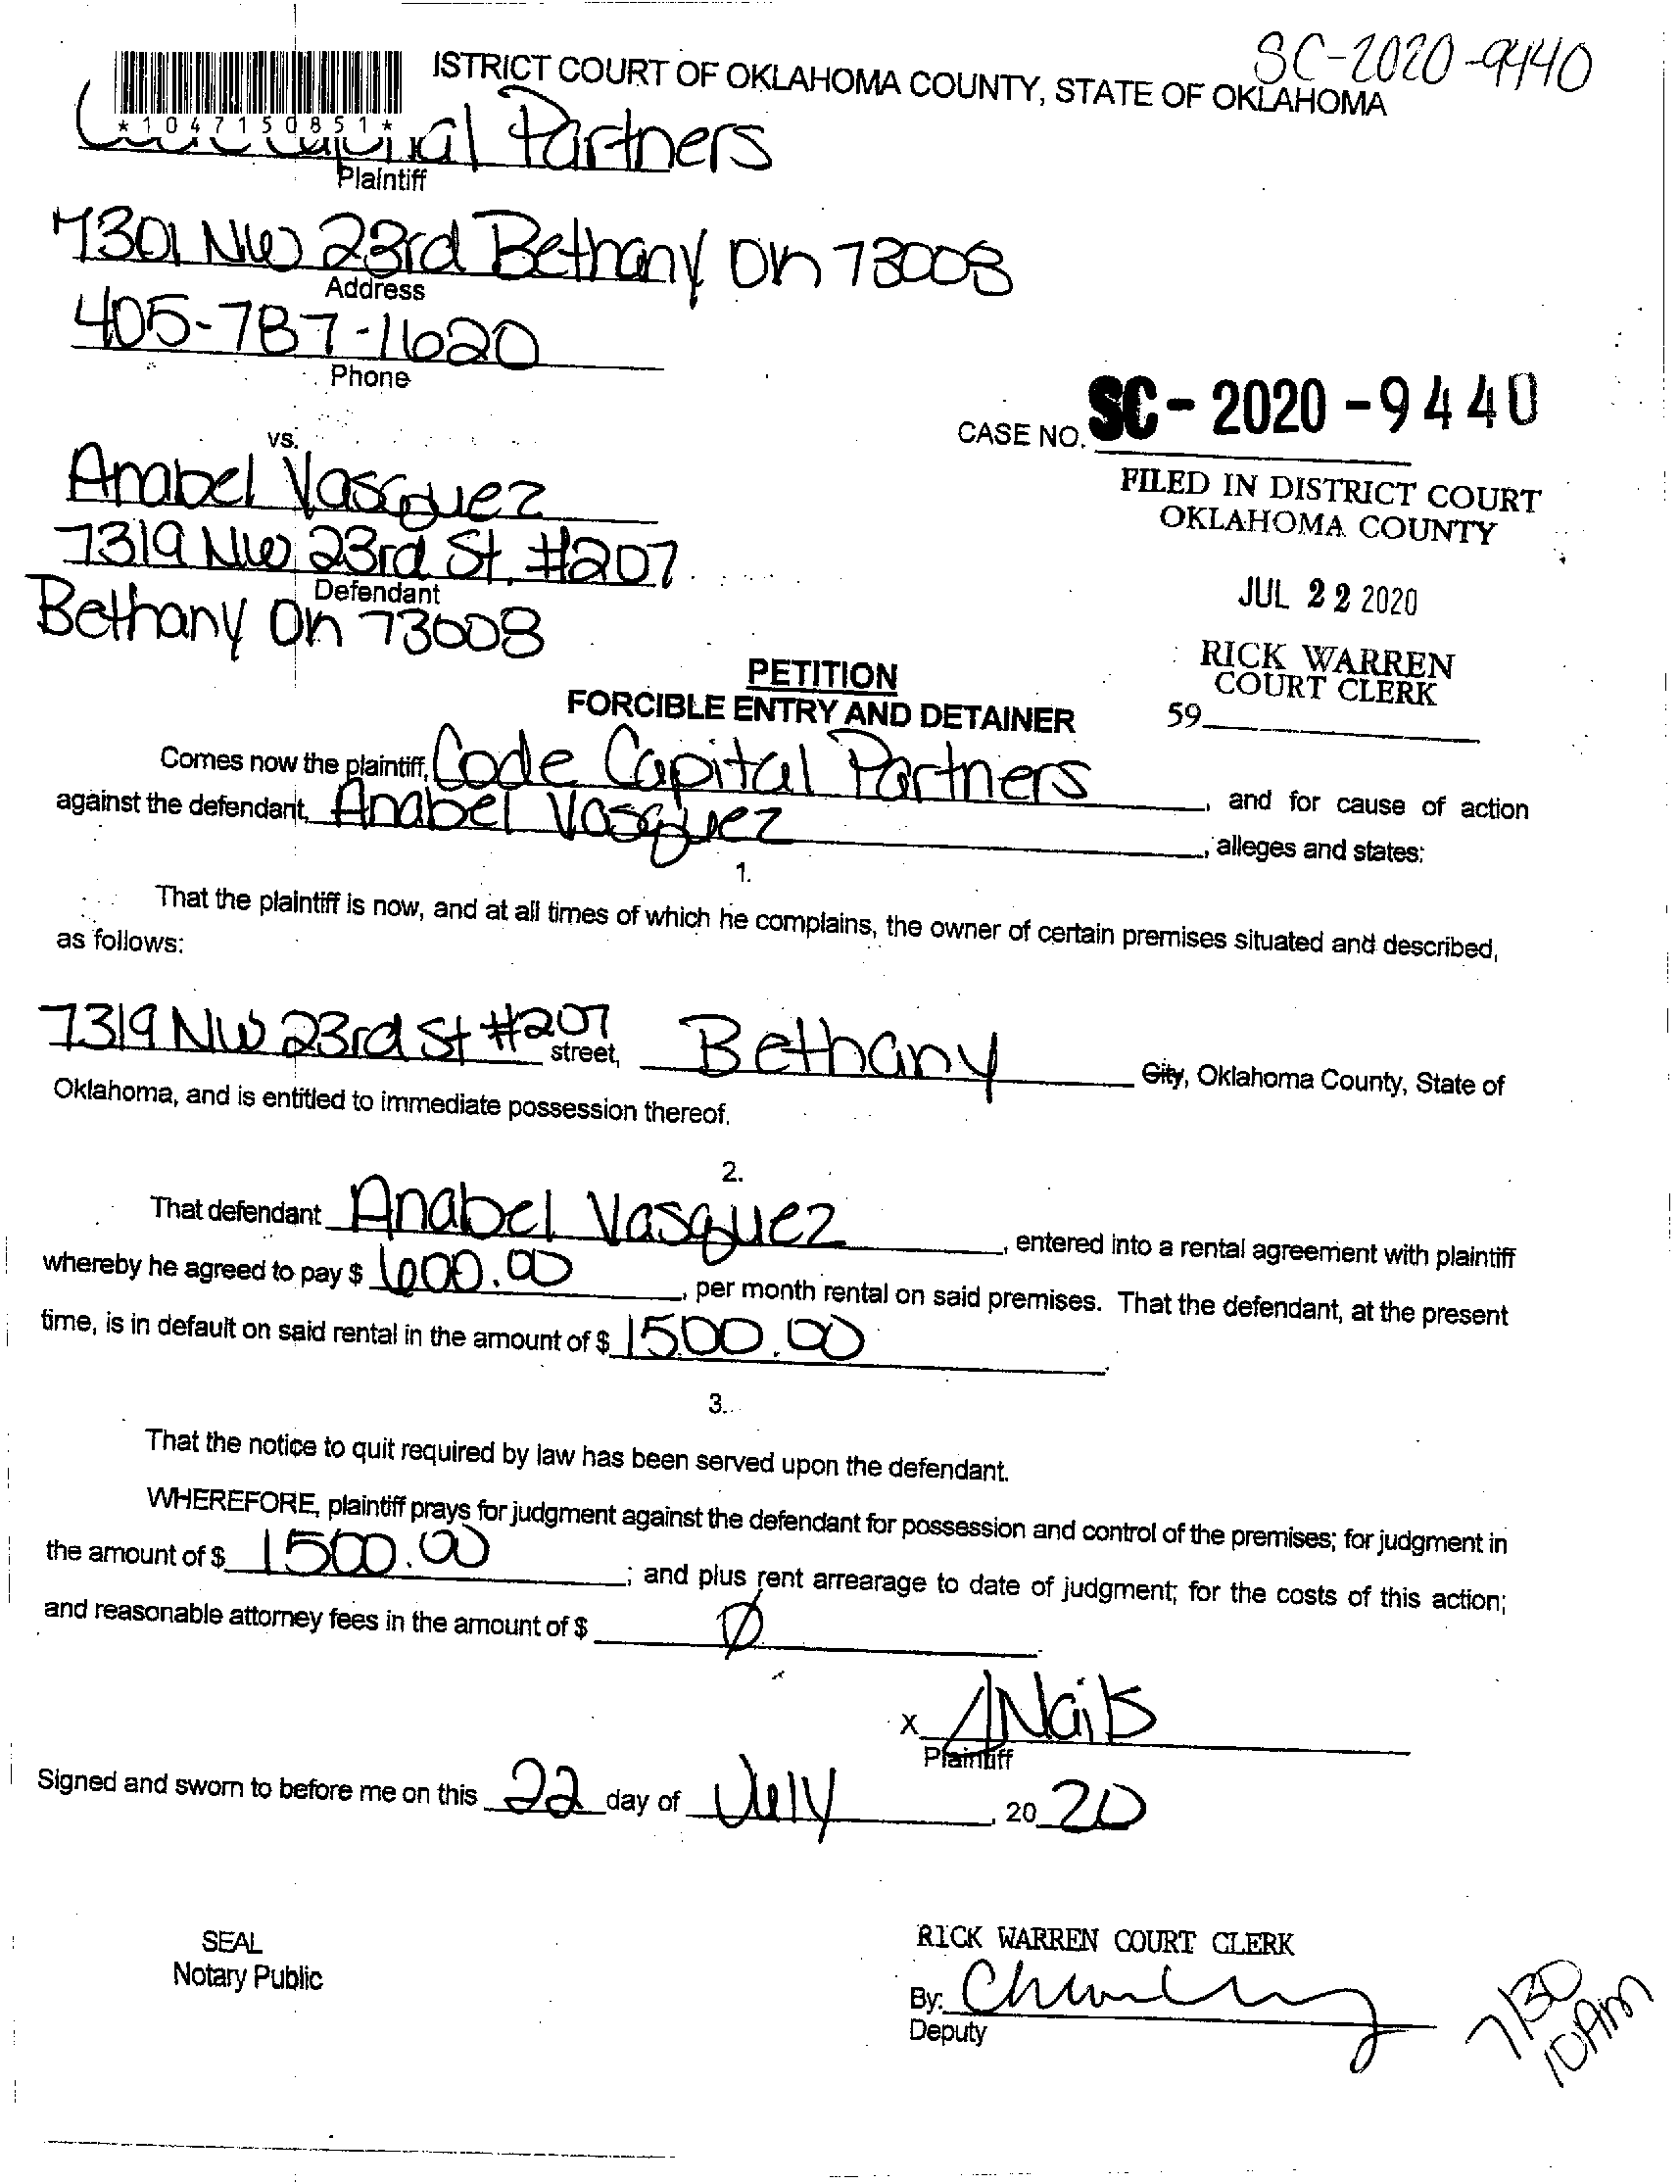 SC-2020-9440
ISTRICT COURT OF OKLAHOMA COUNTY, STATE OF OKLAHOMA
*1047150851*
Partners
Plaintiff
7301 NW 23rd Bethany OK 73008
Address
405-787-1620
Phone
CASE NO. SC-2020-9440
vs.
Anabel Vasquez
FILED IN DISTRICT COURT
OKLAHOMA COUNTY
7319 NW 23rd St. #207
Defendant
Bethany OK 73008
JUL 22 2020
RICK WARREN
COURT CLERK
59
PETITION
FORCIBLE ENTRY AND DETAINER
Comes now the plaintiff, Code Capital Partners
against the defendant, Anabel Vasquez, and for cause of action
, alleges and states:
1.
That the plaintiff is now, and at all times of which he complains, the owner of certain premises situated and described,
as follows:
7319 NW 23rd St #207 street, Bethany City, Oklahoma County, State of
Oklahoma, and is entitled to immediate possession thereof.
2.
That defendant Anabel Vasquez, entered into a rental agreement with plaintiff
whereby he agreed to pay $ 600.00, per month rental on said premises. That the defendant, at the present
time, is in default on said rental in the amount of $ 1500.00.
3.
That the notice to quit required by law has been served upon the defendant.
WHEREFORE, plaintiff prays for judgment against the defendant for possession and control of the premises; for judgment in
the amount of $ 1500.00; and plus rent arrearage to date of judgment; for the costs of this action;
and reasonable attorney fees in the amount of $ Ø
X ANails
Plaintiff
Signed and sworn to before me on this 22 day of July, 20 20
SEAL
Notary Public
RICK WARREN COURT CLERK
By:
Deputy
7/30
10AM